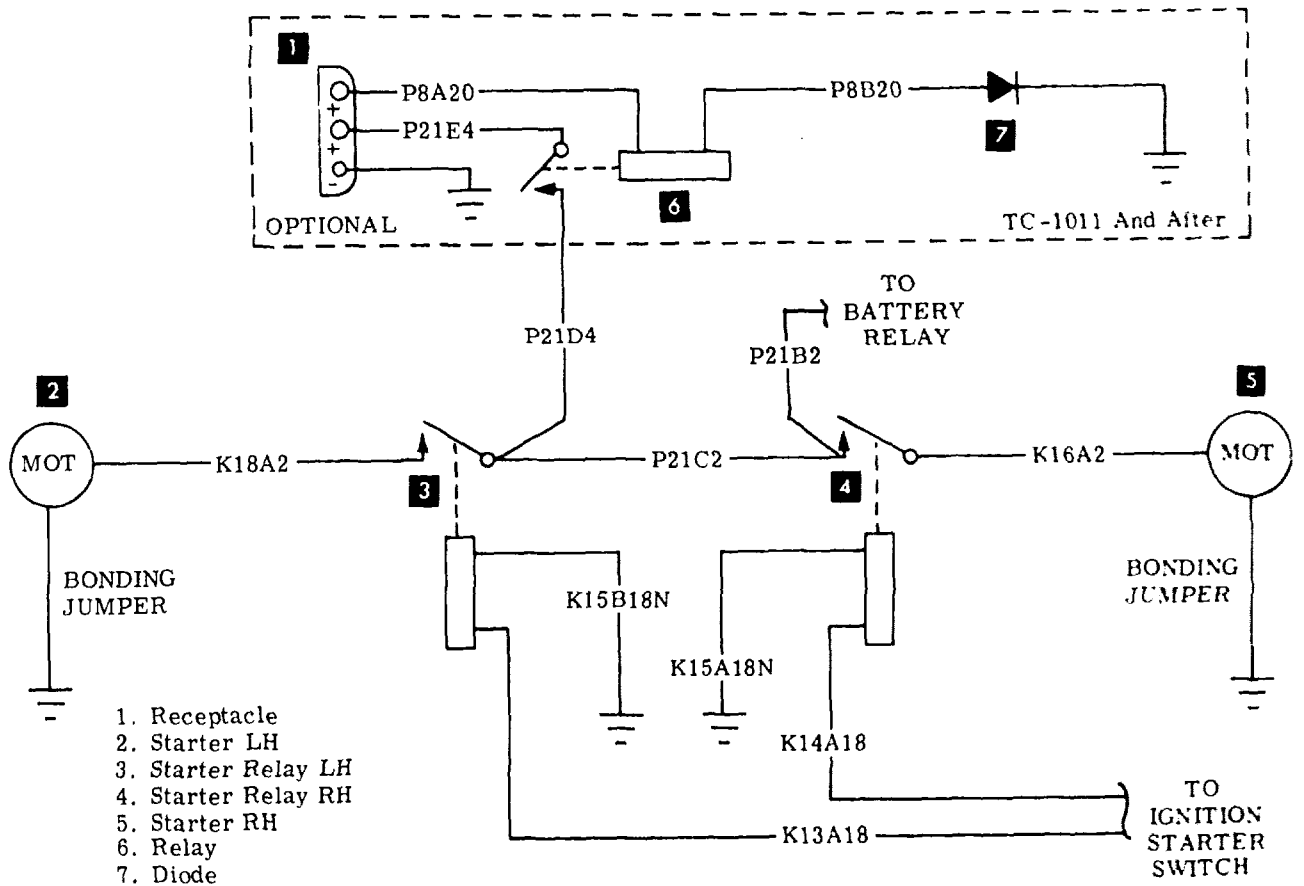 1
P8A20
P8B20
+
P21E4
7
+
-
6
OPTIONAL
TC-1011 And After
TO
BATTERY
RELAY
P21D4
P21B2
2
5
MOT
K18A2
P21C2
K16A2
MOT
3
4
BONDING
JUMPER
K15B18N
BONDING
JUMPER
K15A18N
K14A18
1. Receptacle
2. Starter LH
3. Starter Relay LH
4. Starter Relay RH
5. Starter RH
6. Relay
7. Diode
K13A18
TO
IGNITION
STARTER
SWITCH